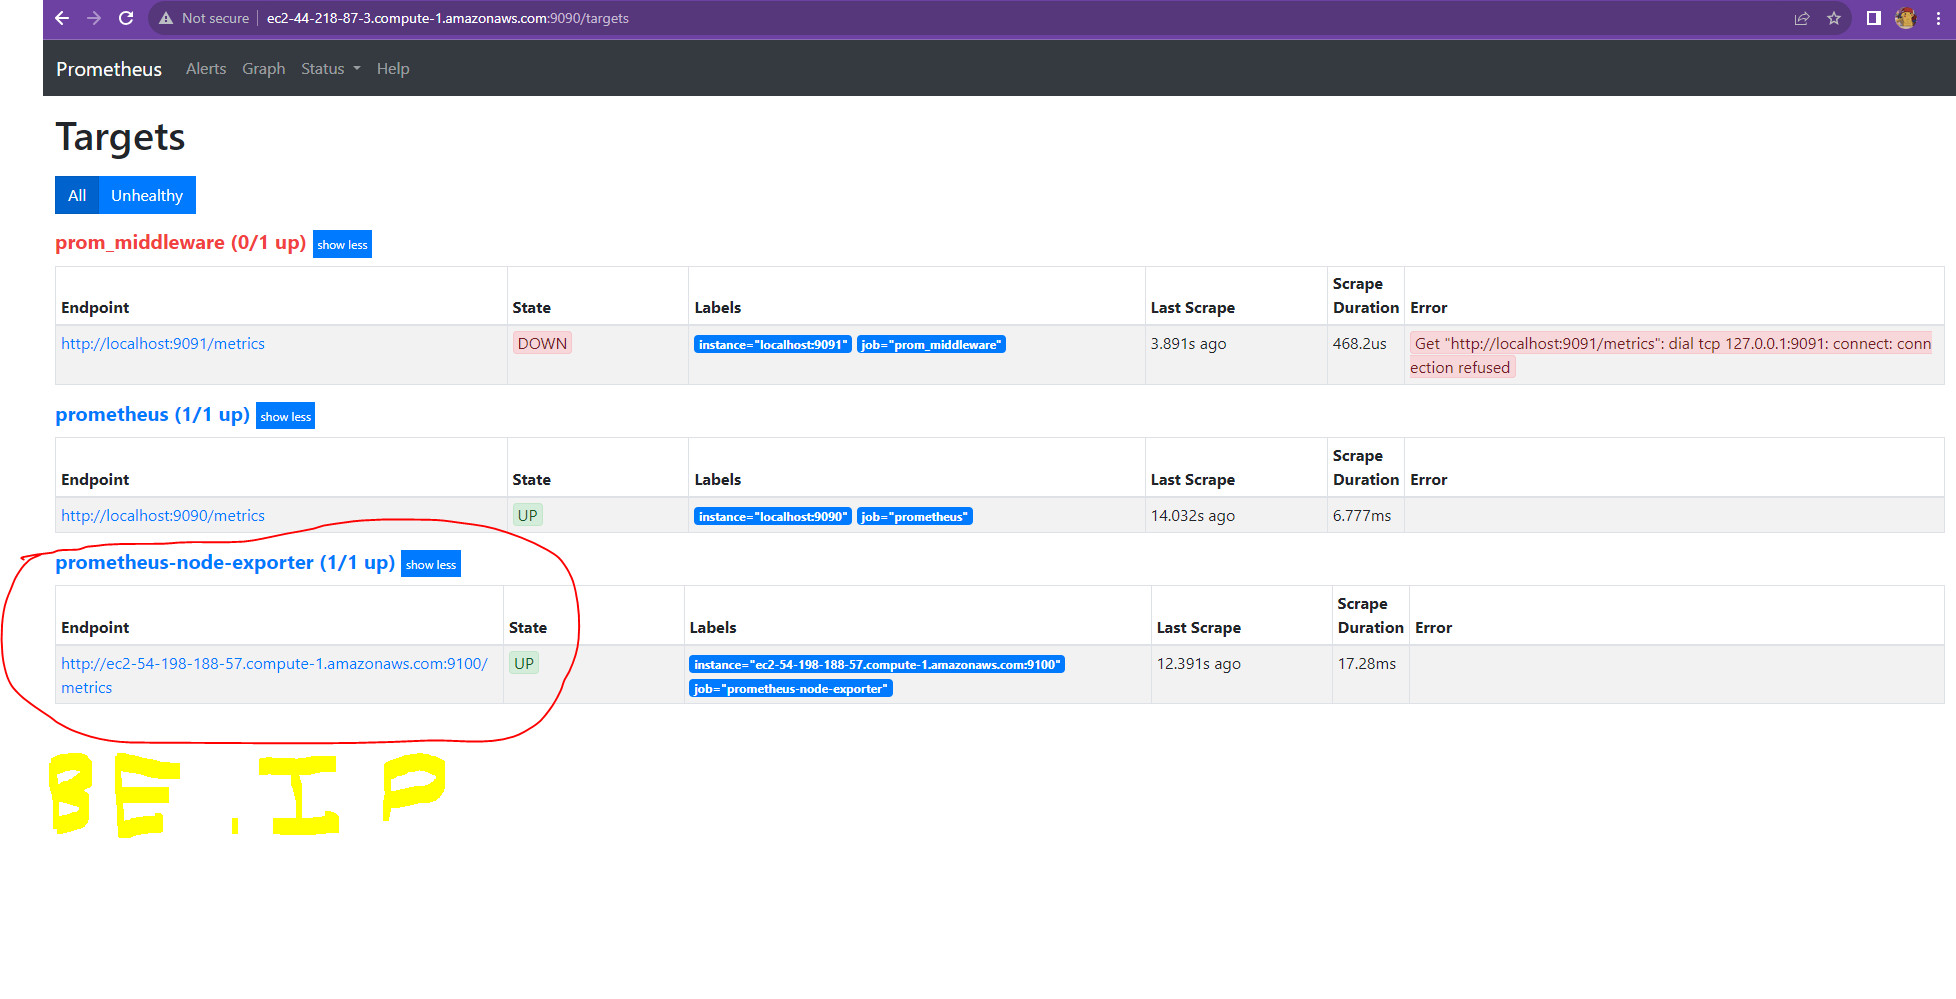 Not secure ec2-44-218-87-3.compute-1.amazonaws.com:9090/targets
Prometheus Alerts Graph Status Help
Targets
All Unhealthy
prom_middleware (0/1 up) show less
Endpoint State Labels Last Scrape Scrape Duration Error
http://localhost:9091/metrics DOWN instance="localhost:9091" job="prom_middleware" 3.891s ago 468.2us Get "http://localhost:9091/metrics": dial tcp 127.0.0.1:9091: connect: conn
ection refused
prometheus (1/1 up) show less
Endpoint State Labels Last Scrape Scrape Duration Error
http://localhost:9090/metrics UP instance="localhost:9090" job="prometheus" 14.032s ago 6.777ms
prometheus-node-exporter (1/1 up) show less
Endpoint State Labels Last Scrape Scrape Duration Error
http://ec2-54-198-188-57.compute-1.amazonaws.com:9100/ UP instance="ec2-54-198-188-57.compute-1.amazonaws.com:9100" 12.391s ago 17.28ms
metrics job="prometheus-node-exporter"
BE . IP